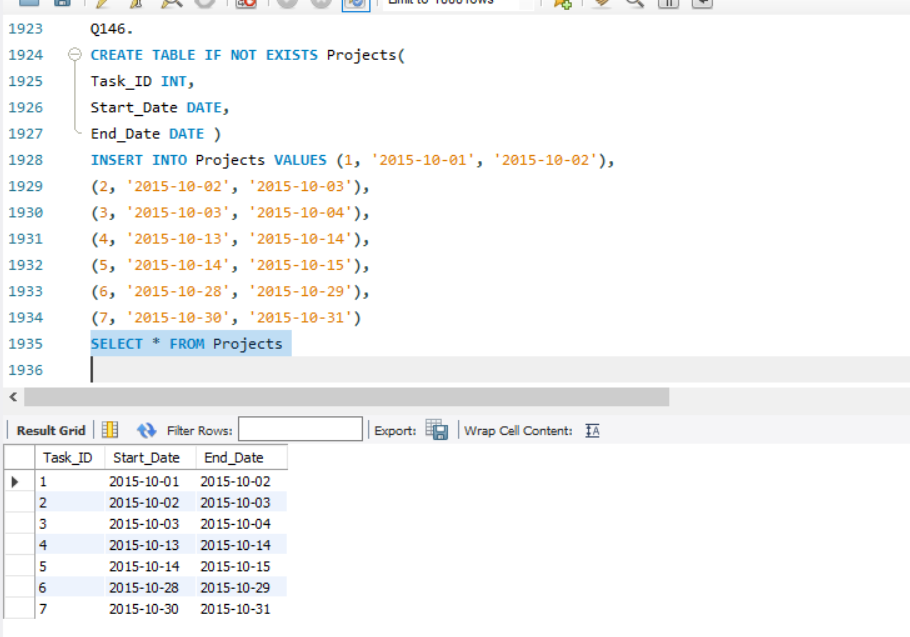 Limit to 1000 rows
1923 Q146.
1924 CREATE TABLE IF NOT EXISTS Projects(
1925 Task_ID INT,
1926 Start_Date DATE,
1927 End_Date DATE )
1928 INSERT INTO Projects VALUES (1, '2015-10-01', '2015-10-02'),
1929 (2, '2015-10-02', '2015-10-03'),
1930 (3, '2015-10-03', '2015-10-04'),
1931 (4, '2015-10-13', '2015-10-14'),
1932 (5, '2015-10-14', '2015-10-15'),
1933 (6, '2015-10-28', '2015-10-29'),
1934 (7, '2015-10-30', '2015-10-31')
1935 SELECT * FROM Projects
1936
Result Grid Filter Rows: Export: Wrap Cell Content:
Task_ID Start_Date End_Date
1 2015-10-01 2015-10-02
2 2015-10-02 2015-10-03
3 2015-10-03 2015-10-04
4 2015-10-13 2015-10-14
5 2015-10-14 2015-10-15
6 2015-10-28 2015-10-29
7 2015-10-30 2015-10-31